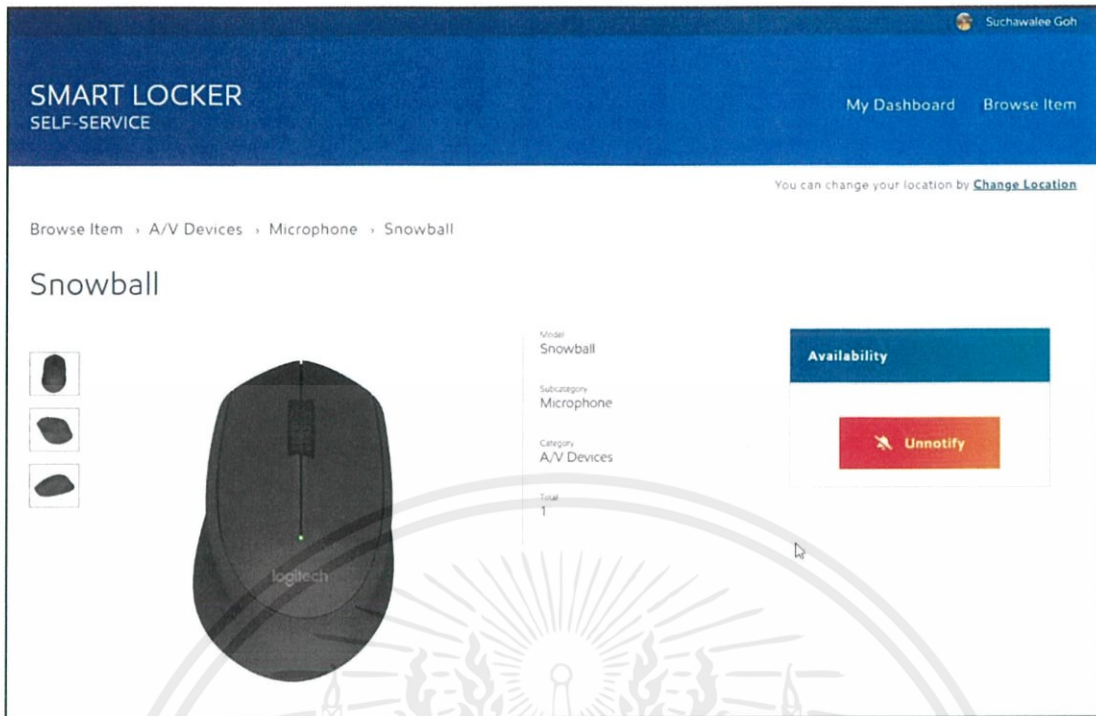 Suchawalee Goh
SMART LOCKER
SELF-SERVICE
My Dashboard Browse Item
You can change your location by Change Location
Browse Item › A/V Devices › Microphone › Snowball
Snowball
Model
Snowball
Subcategory
Microphone
Category
A/V Devices
Total
1
Availability
Unnotify
logitech